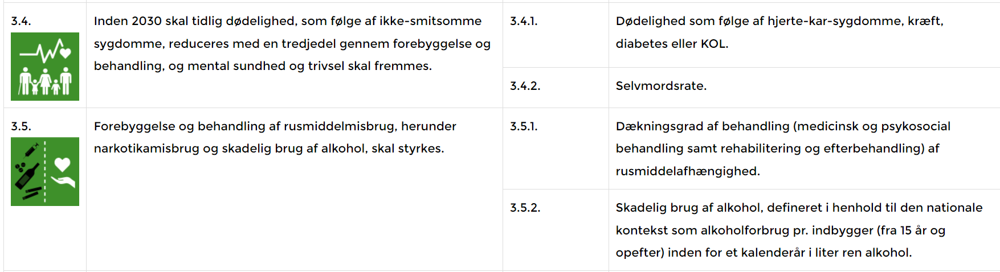 3.4.
Inden 2030 skal tidlig dødelighed, som følge af ikke-smitsomme
sygdomme, reduceres med en tredjedel gennem forebyggelse og
behandling, og mental sundhed og trivsel skal fremmes.
3.4.1.
Dødelighed som følge af hjerte-kar-sygdomme, kræft,
diabetes eller KOL.
3.4.2.
Selvmordsrate.
3.5.
Forebyggelse og behandling af rusmiddelmisbrug, herunder
narkotikamisbrug og skadelig brug af alkohol, skal styrkes.
3.5.1.
Dækningsgrad af behandling (medicinsk og psykosocial
behandling samt rehabilitering og efterbehandling) af
rusmiddelafhængighed.
3.5.2.
Skadelig brug af alkohol, defineret i henhold til den nationale
kontekst som alkoholforbrug pr. indbygger (fra 15 år og
opefter) inden for et kalenderår i liter ren alkohol.